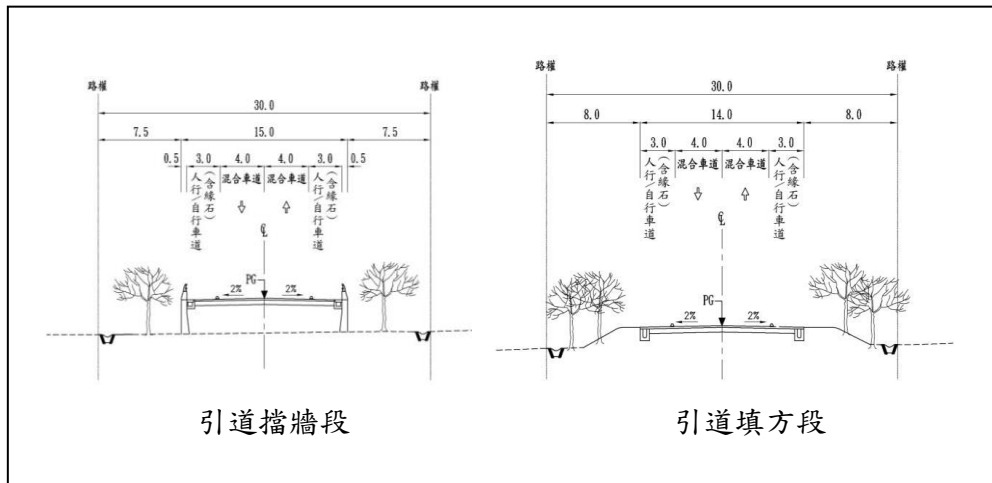 路權
路權
30.0
7.5
15.0
7.5
0.5
3.0
4.0
4.0
3.0
0.5
人行/自行車道
(含緣石)
混合車道
混合車道
人行/自行車道
(含緣石)
℄
PG
2%
2%
引道擋牆段
路權
路權
30.0
8.0
14.0
8.0
3.0
4.0
4.0
3.0
人行/自行車道
(含緣石)
混合車道
混合車道
人行/自行車道
(含緣石)
℄
PG
2%
2%
引道填方段